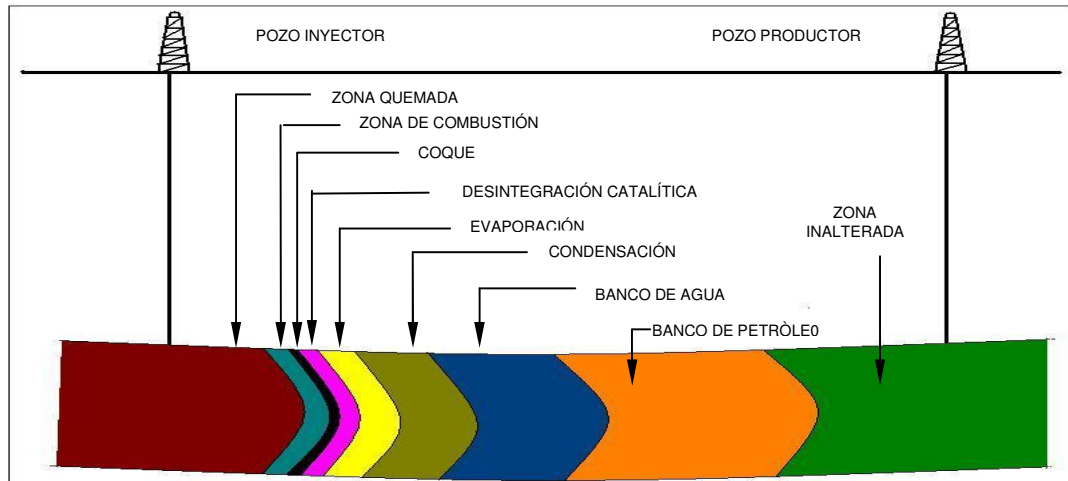 POZO INYECTOR
POZO PRODUCTOR
ZONA QUEMADA
ZONA DE COMBUSTIÓN
COQUE
DESINTEGRACIÓN CATALÍTICA
ZONA
INALTERADA
EVAPORACIÓN
CONDENSACIÓN
BANCO DE AGUA
BANCO DE PETRÒLE0